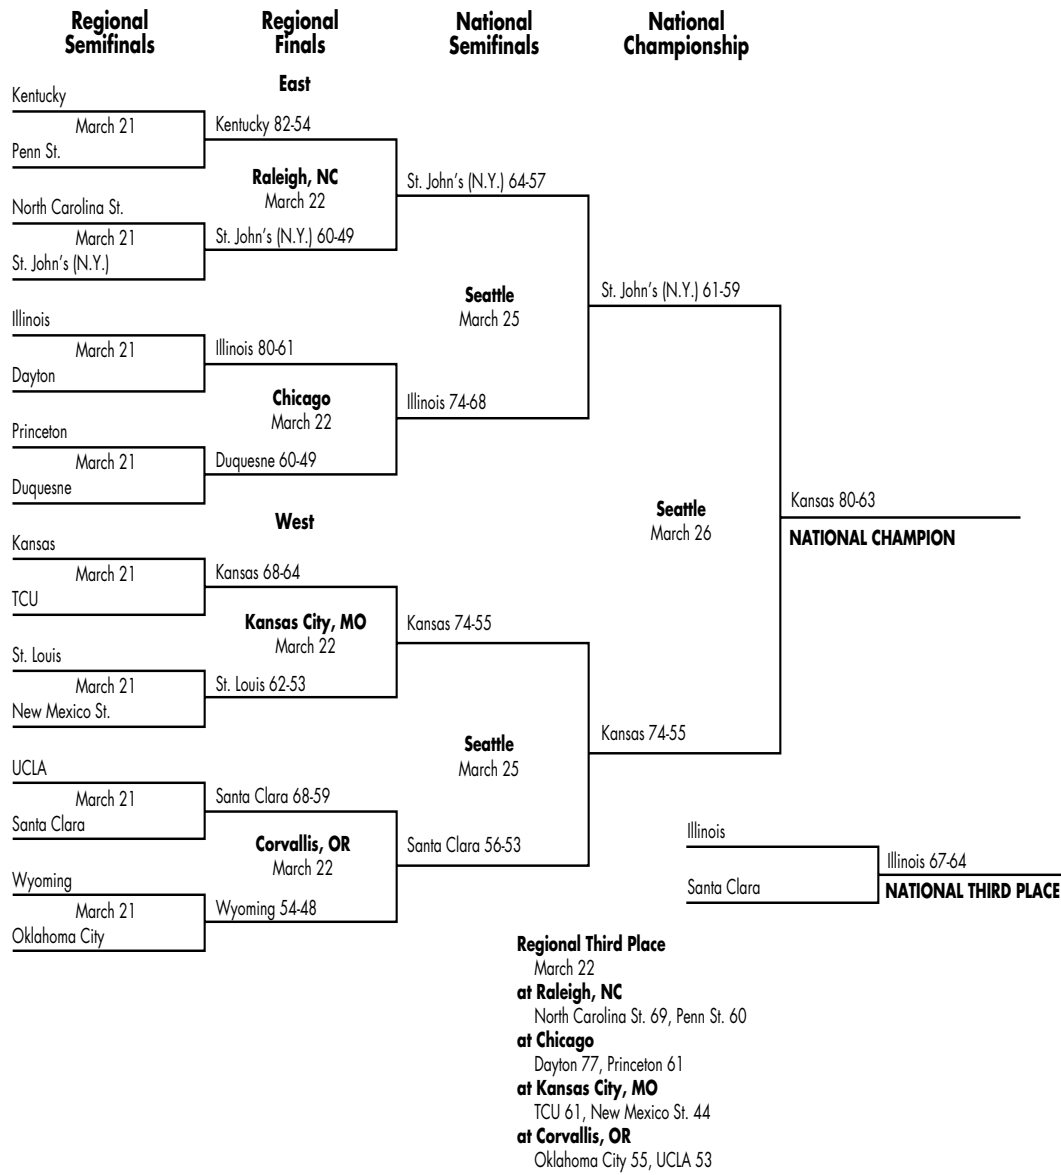 Regional
Semifinals
Regional
Finals
National
Semifinals
National
Championship
East
Kentucky
March 21
Penn St.
Kentucky 82-54
Raleigh, NC
March 22
North Carolina St.
March 21
St. John's (N.Y.)
St. John's (N.Y.) 60-49
St. John's (N.Y.) 64-57
Seattle
March 25
St. John's (N.Y.) 61-59
Illinois
March 21
Dayton
Illinois 80-61
Chicago
March 22
Illinois 74-68
Princeton
March 21
Duquesne
Duquesne 60-49
West
Seattle
March 26
Kansas 80-63
NATIONAL CHAMPION
Kansas
March 21
TCU
Kansas 68-64
Kansas City, MO
March 22
Kansas 74-55
St. Louis
March 21
New Mexico St.
St. Louis 62-53
Seattle
March 25
Kansas 74-55
UCLA
March 21
Santa Clara
Santa Clara 68-59
Corvallis, OR
March 22
Santa Clara 56-53
Wyoming
March 21
Oklahoma City
Wyoming 54-48
Illinois
Santa Clara
Illinois 67-64
NATIONAL THIRD PLACE
Regional Third Place
March 22
at Raleigh, NC
North Carolina St. 69, Penn St. 60
at Chicago
Dayton 77, Princeton 61
at Kansas City, MO
TCU 61, New Mexico St. 44
at Corvallis, OR
Oklahoma City 55, UCLA 53